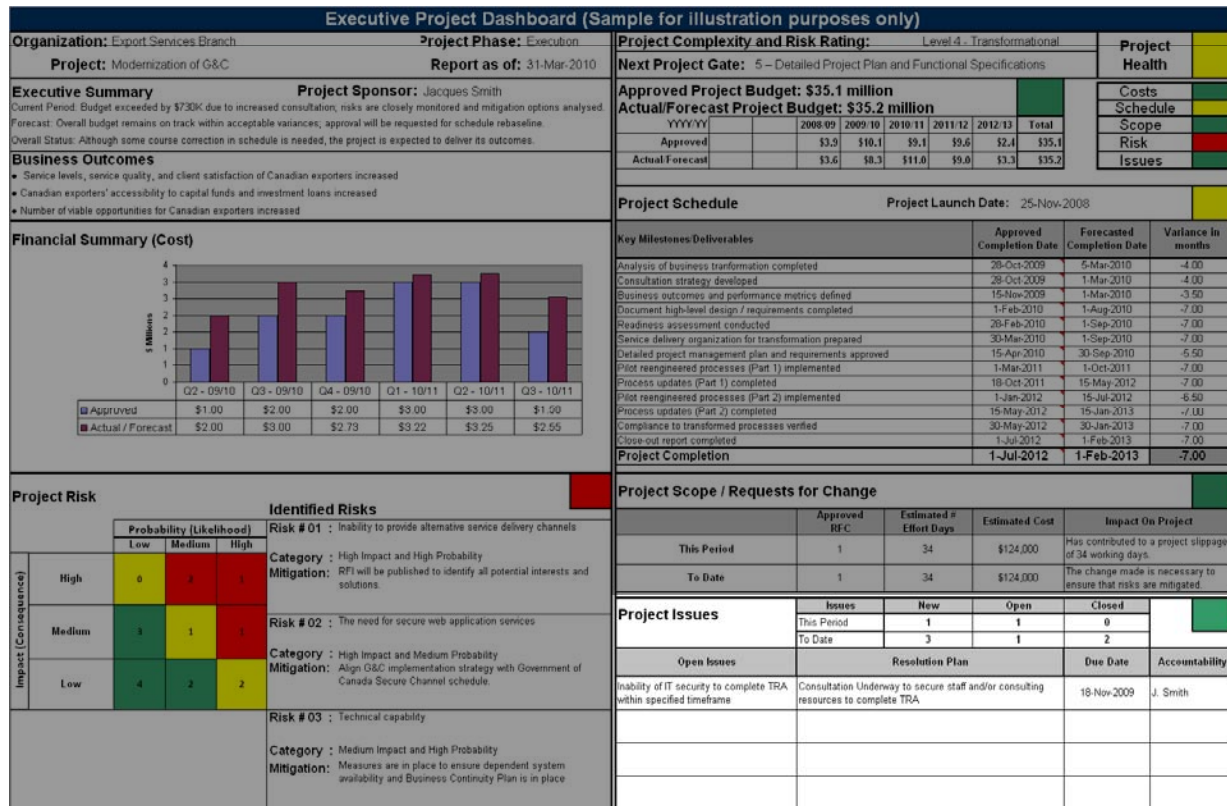 Executive Project Dashboard (Sample for illustration purposes only)
Organization: Export Services Branch
Project Phase: Execution
Project: Modernization of G&C
Report as of: 31-Mar-2010
Project Complexity and Risk Rating: Level 4 - Transformational
Next Project Gate: 5 – Detailed Project Plan and Functional Specifications
Project
Health
Executive Summary
Project Sponsor: Jacques Smith
Current Period: Budget exceeded by $730K due to increased consultation; risks are closely monitored and mitigation options analysed.
Forecast: Overall budget remains on track within acceptable variances; approval will be requested for schedule rebaseline.
Overall Status: Although some course correction in schedule is needed, the project is expected to deliver its outcomes.
Business Outcomes
• Service levels, service quality, and client satisfaction of Canadian exporters increased
• Canadian exporters' accessibility to capital funds and investment loans increased
• Number of viable opportunities for Canadian exporters increased
Approved Project Budget: $35.1 million
Actual/Forecast Project Budget: $35.2 million
YYYY/YY 2008/09 2009/10 2010/11 2011/12 2012/13 Total
Approved $3.9 $10.1 $9.1 $9.6 $2.4 $35.1
Actual/Forecast $3.6 $8.3 $11.0 $9.0 $3.3 $35.2
Costs
Schedule
Scope
Risk
Issues
Financial Summary (Cost)
$ Millions
4
3
3
2
2
1
1
0
Q2 - 09/10 Q3 - 09/10 Q4 - 09/10 Q1 - 10/11 Q2 - 10/11 Q3 - 10/11
Approved $1.00 $2.00 $2.00 $3.00 $3.00 $1.50
Actual / Forecast $2.00 $3.00 $2.73 $3.22 $3.25 $2.55
Project Schedule
Project Launch Date: 25-Nov-2008
Key Milestones/Deliverables
Approved
Completion Date
Forecasted
Completion Date
Variance in
months
Analysis of business tranformation completed 28-Oct-2009 5-Mar-2010 -4.00
Consultation strategy developed 28-Oct-2009 1-Mar-2010 -4.00
Business outcomes and performance metrics defined 15-Nov-2009 1-Mar-2010 -3.50
Document high-level design / requirements completed 1-Feb-2010 1-Aug-2010 -7.00
Readiness assessment conducted 28-Feb-2010 1-Sep-2010 -7.00
Service delivery organization for transformation prepared 30-Mar-2010 1-Sep-2010 -7.00
Detailed project management plan and requirements approved 15-Apr-2010 30-Sep-2010 -5.50
Pilot reengineered processes (Part 1) implemented 1-Mar-2011 1-Oct-2011 -7.00
Process updates (Part 1) completed 18-Oct-2011 15-May-2012 -7.00
Pilot reengineered processes (Part 2) implemented 1-Jan-2012 15-Jul-2012 -6.50
Process updates (Part 2) completed 15-May-2012 15-Jan-2013 -7.00
Compliance to transformed processes verified 30-May-2012 30-Jan-2013 -7.00
Close-out report completed 1-Jul-2012 1-Feb-2013 -7.00
Project Completion 1-Jul-2012 1-Feb-2013 -7.00
Project Risk
Probability (Likelihood)
Low Medium High
Impact (Consequence)
High 0 2 1
Medium 3 1 1
Low 4 2 2
Identified Risks
Risk # 01 : Inability to provide alternative service delivery channels
Category : High Impact and High Probability
Mitigation: RFI will be published to identify all potential interests and
solutions.
Risk # 02 : The need for secure web application services
Category : High Impact and Medium Probability
Mitigation: Align G&C implementation strategy with Government of
Canada Secure Channel schedule.
Risk # 03 : Technical capability
Category : Medium Impact and High Probability
Mitigation: Measures are in place to ensure dependent system
availability and Business Continuity Plan is in place
Project Scope / Requests for Change
Approved
RFC
Estimated #
Effort Days
Estimated Cost
Impact On Project
This Period 1 34 $124,000 Has contributed to a project slippage
of 34 working days.
To Date 1 34 $124,000 The change made is necessary to
ensure that risks are mitigated.
Project Issues
Issues New Open Closed
This Period 1 1 0
To Date 3 1 2
Open Issues Resolution Plan Due Date Accountability
Inability of IT security to complete TRA
within specified timeframe
Consultation Underway to secure staff and/or consulting
resources to complete TRA
18-Nov-2009
J. Smith